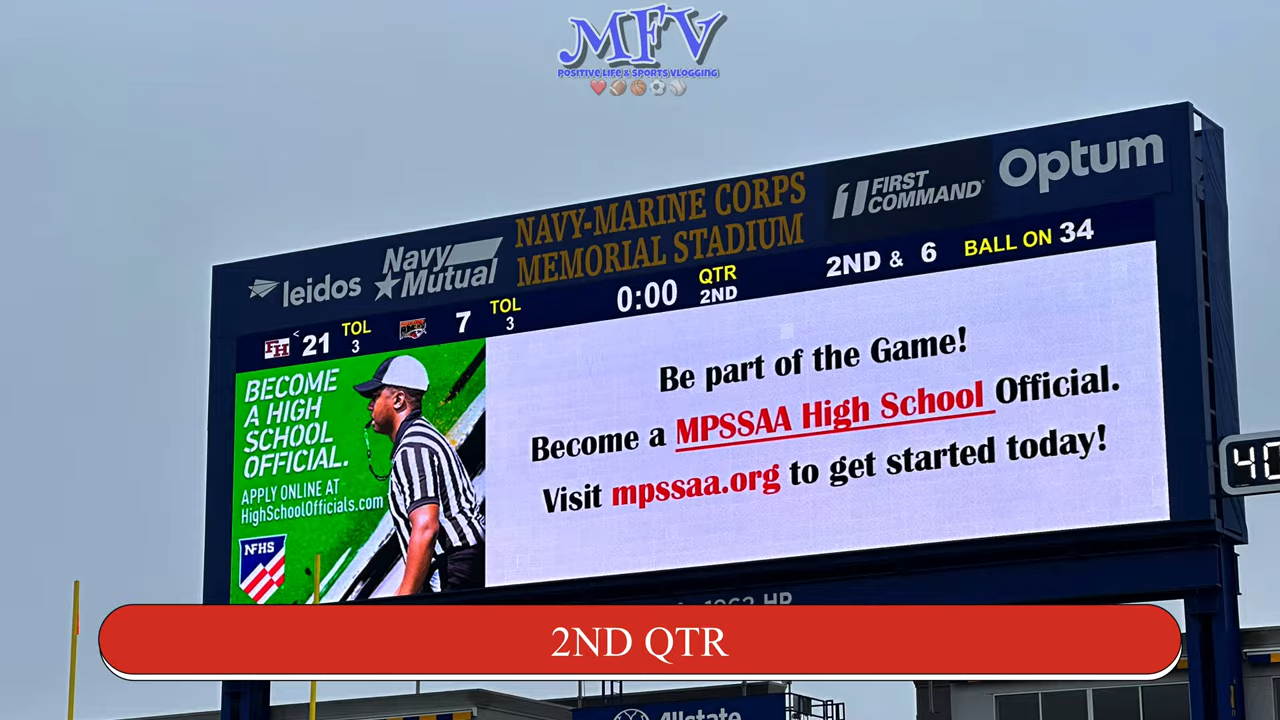 MFV
POSITIVE LIFE & SPORTS VLOGGING
NAVY-MARINE CORPS
MEMORIAL STADIUM
leidos
Navy
Mutual
FIRST
COMMAND
Optum
FH < 21 TOL 3 7 TOL 3 0:00 QTR 2ND 2ND & 6 BALL ON 34
BECOME
A HIGH
SCHOOL
OFFICIAL.
APPLY ONLINE AT
HighSchoolOfficials.com
NFHS
Be part of the Game!
Become a MPSSAA High School Official.
Visit mpssaa.org to get started today!
40
2ND QTR
Allstate